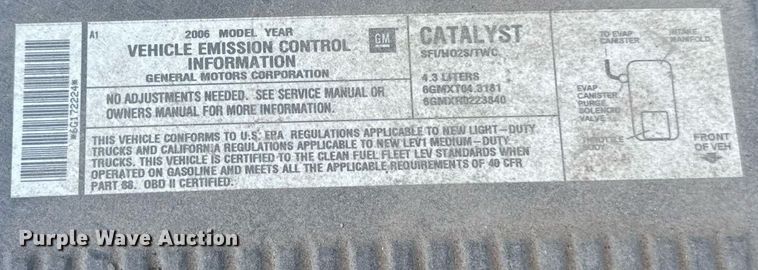 A1
2006 MODEL YEAR
VEHICLE EMISSION CONTROL
INFORMATION
GENERAL MOTORS CORPORATION
GM
CATALYST
SFI/HO2S/TWC
4.3 LITERS
6GMXT04.3181
6GMXR0223840
NO ADJUSTMENTS NEEDED. SEE SERVICE MANUAL OR
OWNERS MANUAL FOR MORE INFORMATION.
THIS VEHICLE CONFORMS TO U.S. EPA REGULATIONS APPLICABLE TO NEW LIGHT-DUTY
TRUCKS AND CALIFORNIA REGULATIONS APPLICABLE TO NEW LEV1 MEDIUM-DUTY
TRUCKS. THIS VEHICLE IS CERTIFIED TO THE CLEAN FUEL FLEET LEV STANDARDS WHEN
OPERATED ON GASOLINE AND MEETS ALL THE APPLICABLE REQUIREMENTS OF 40 CFR
PART 88. OBD II CERTIFIED.
*6G172224*
TO EVAP
CANISTER
INTAKE
MANIFOLD
EVAP
CANISTER
PURGE
SOLENOID
VALVE
THROTTLE
BODY
FRONT
OF VEH
Purple Wave Auction